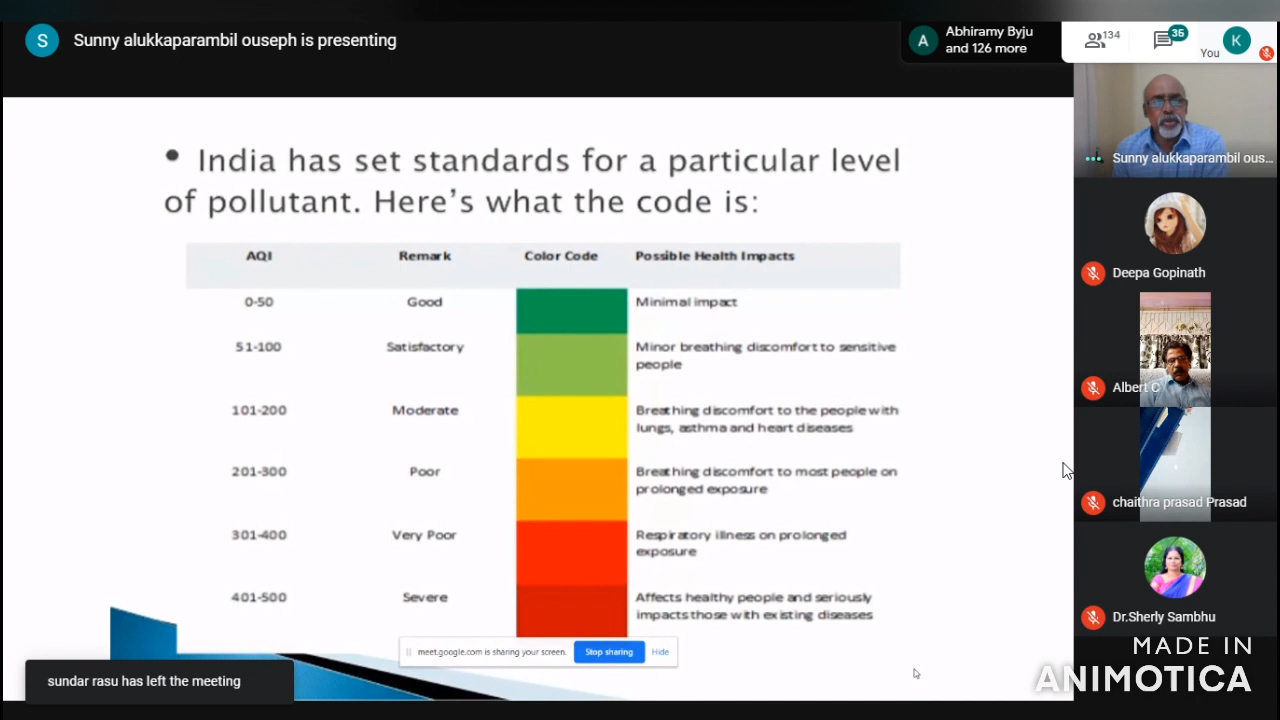 S
Sunny alukkaparambil ouseph is presenting
A
Abhiramy Byju
and 126 more
134
35
You
K
• India has set standards for a particular level
of pollutant. Here's what the code is:
AQI Remark Color Code Possible Health Impacts
0-50 Good Minimal impact
51-100 Satisfactory Minor breathing discomfort to sensitive
people
101-200 Moderate Breathing discomfort to the people with
lungs, asthma and heart diseases
201-300 Poor Breathing discomfort to most people on
prolonged exposure
301-400 Very Poor Respiratory illness on prolonged
exposure
401-500 Severe Affects healthy people and seriously
impacts those with existing diseases
meet.google.com is sharing your screen. Stop sharing Hide
sundar rasu has left the meeting
Sunny alukkaparambil ous...
Deepa Gopinath
Albert C
chaithra prasad Prasad
Dr.Sherly Sambhu
MADE IN
ANIMOTICA